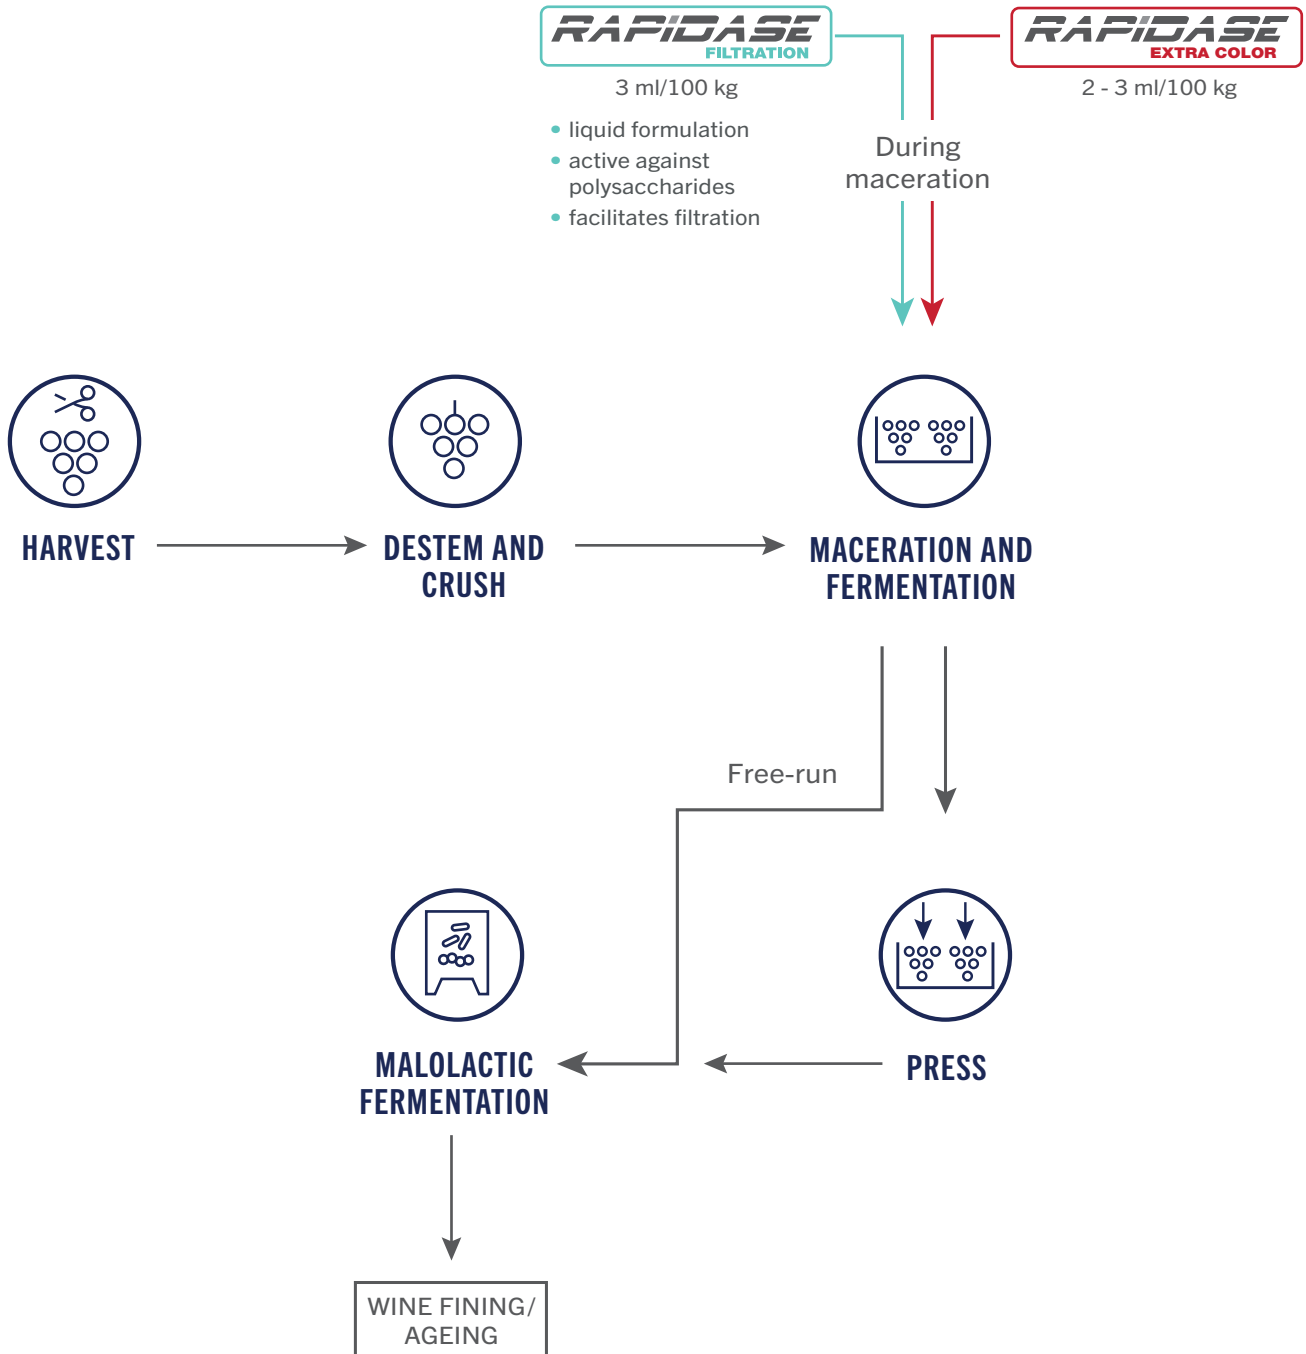 RAPIDASE
FILTRATION
3 ml/100 kg
• liquid formulation
• active against
polysaccharides
• facilitates filtration
During
maceration
RAPIDASE
EXTRA COLOR
2 - 3 ml/100 kg
HARVEST
DESTEM AND
CRUSH
MACERATION AND
FERMENTATION
Free-run
MALOLACTIC
FERMENTATION
PRESS
WINE FINING/
AGEING